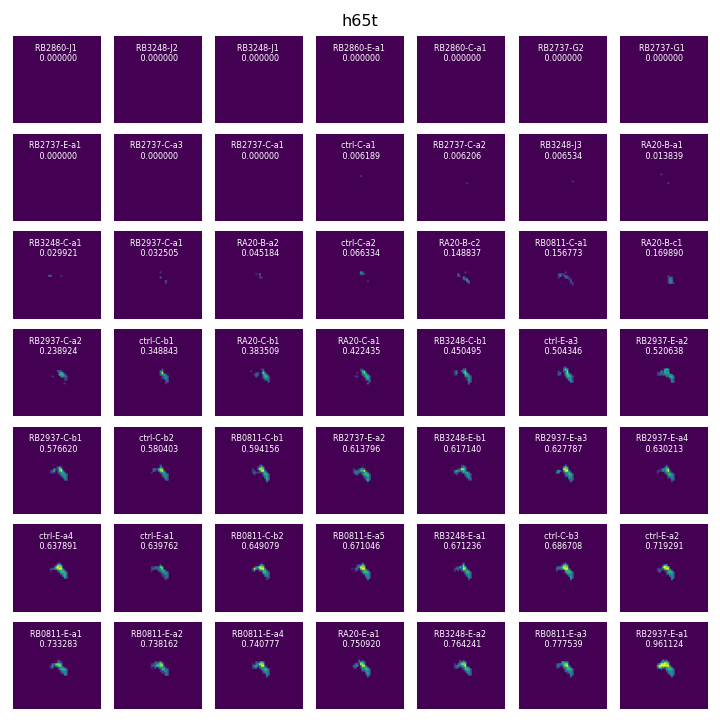 h65t
RB2860-J1
0.000000
RB3248-J2
0.000000
RB3248-J1
0.000000
RB2860-E-a1
0.000000
RB2860-C-a1
0.000000
RB2737-G2
0.000000
RB2737-G1
0.000000
RB2737-E-a1
0.000000
RB2737-C-a3
0.000000
RB2737-C-a1
0.000000
ctrl-C-a1
0.006189
RB2737-C-a2
0.006206
RB3248-J3
0.006534
RA20-B-a1
0.013839
RB3248-C-a1
0.029921
RB2937-C-a1
0.032505
RA20-B-a2
0.045184
ctrl-C-a2
0.066334
RA20-B-c2
0.148837
RB0811-C-a1
0.156773
RA20-B-c1
0.169890
RB2937-C-a2
0.238924
ctrl-C-b1
0.348843
RA20-C-b1
0.383509
RA20-C-a1
0.422435
RB3248-C-b1
0.450495
ctrl-E-a3
0.504346
RB2937-E-a2
0.520638
RB2937-C-b1
0.576620
ctrl-C-b2
0.580403
RB0811-C-b1
0.594156
RB2737-E-a2
0.613796
RB3248-E-b1
0.617140
RB2937-E-a3
0.627787
RB2937-E-a4
0.630213
ctrl-E-a4
0.637891
ctrl-E-a1
0.639762
RB0811-C-b2
0.649079
RB0811-E-a5
0.671046
RB3248-E-a1
0.671236
ctrl-C-b3
0.686708
ctrl-E-a2
0.719291
RB0811-E-a1
0.733283
RB0811-E-a2
0.738162
RB0811-E-a4
0.740777
RA20-E-a1
0.750920
RB3248-E-a2
0.764241
RB0811-E-a3
0.777539
RB2937-E-a1
0.961124